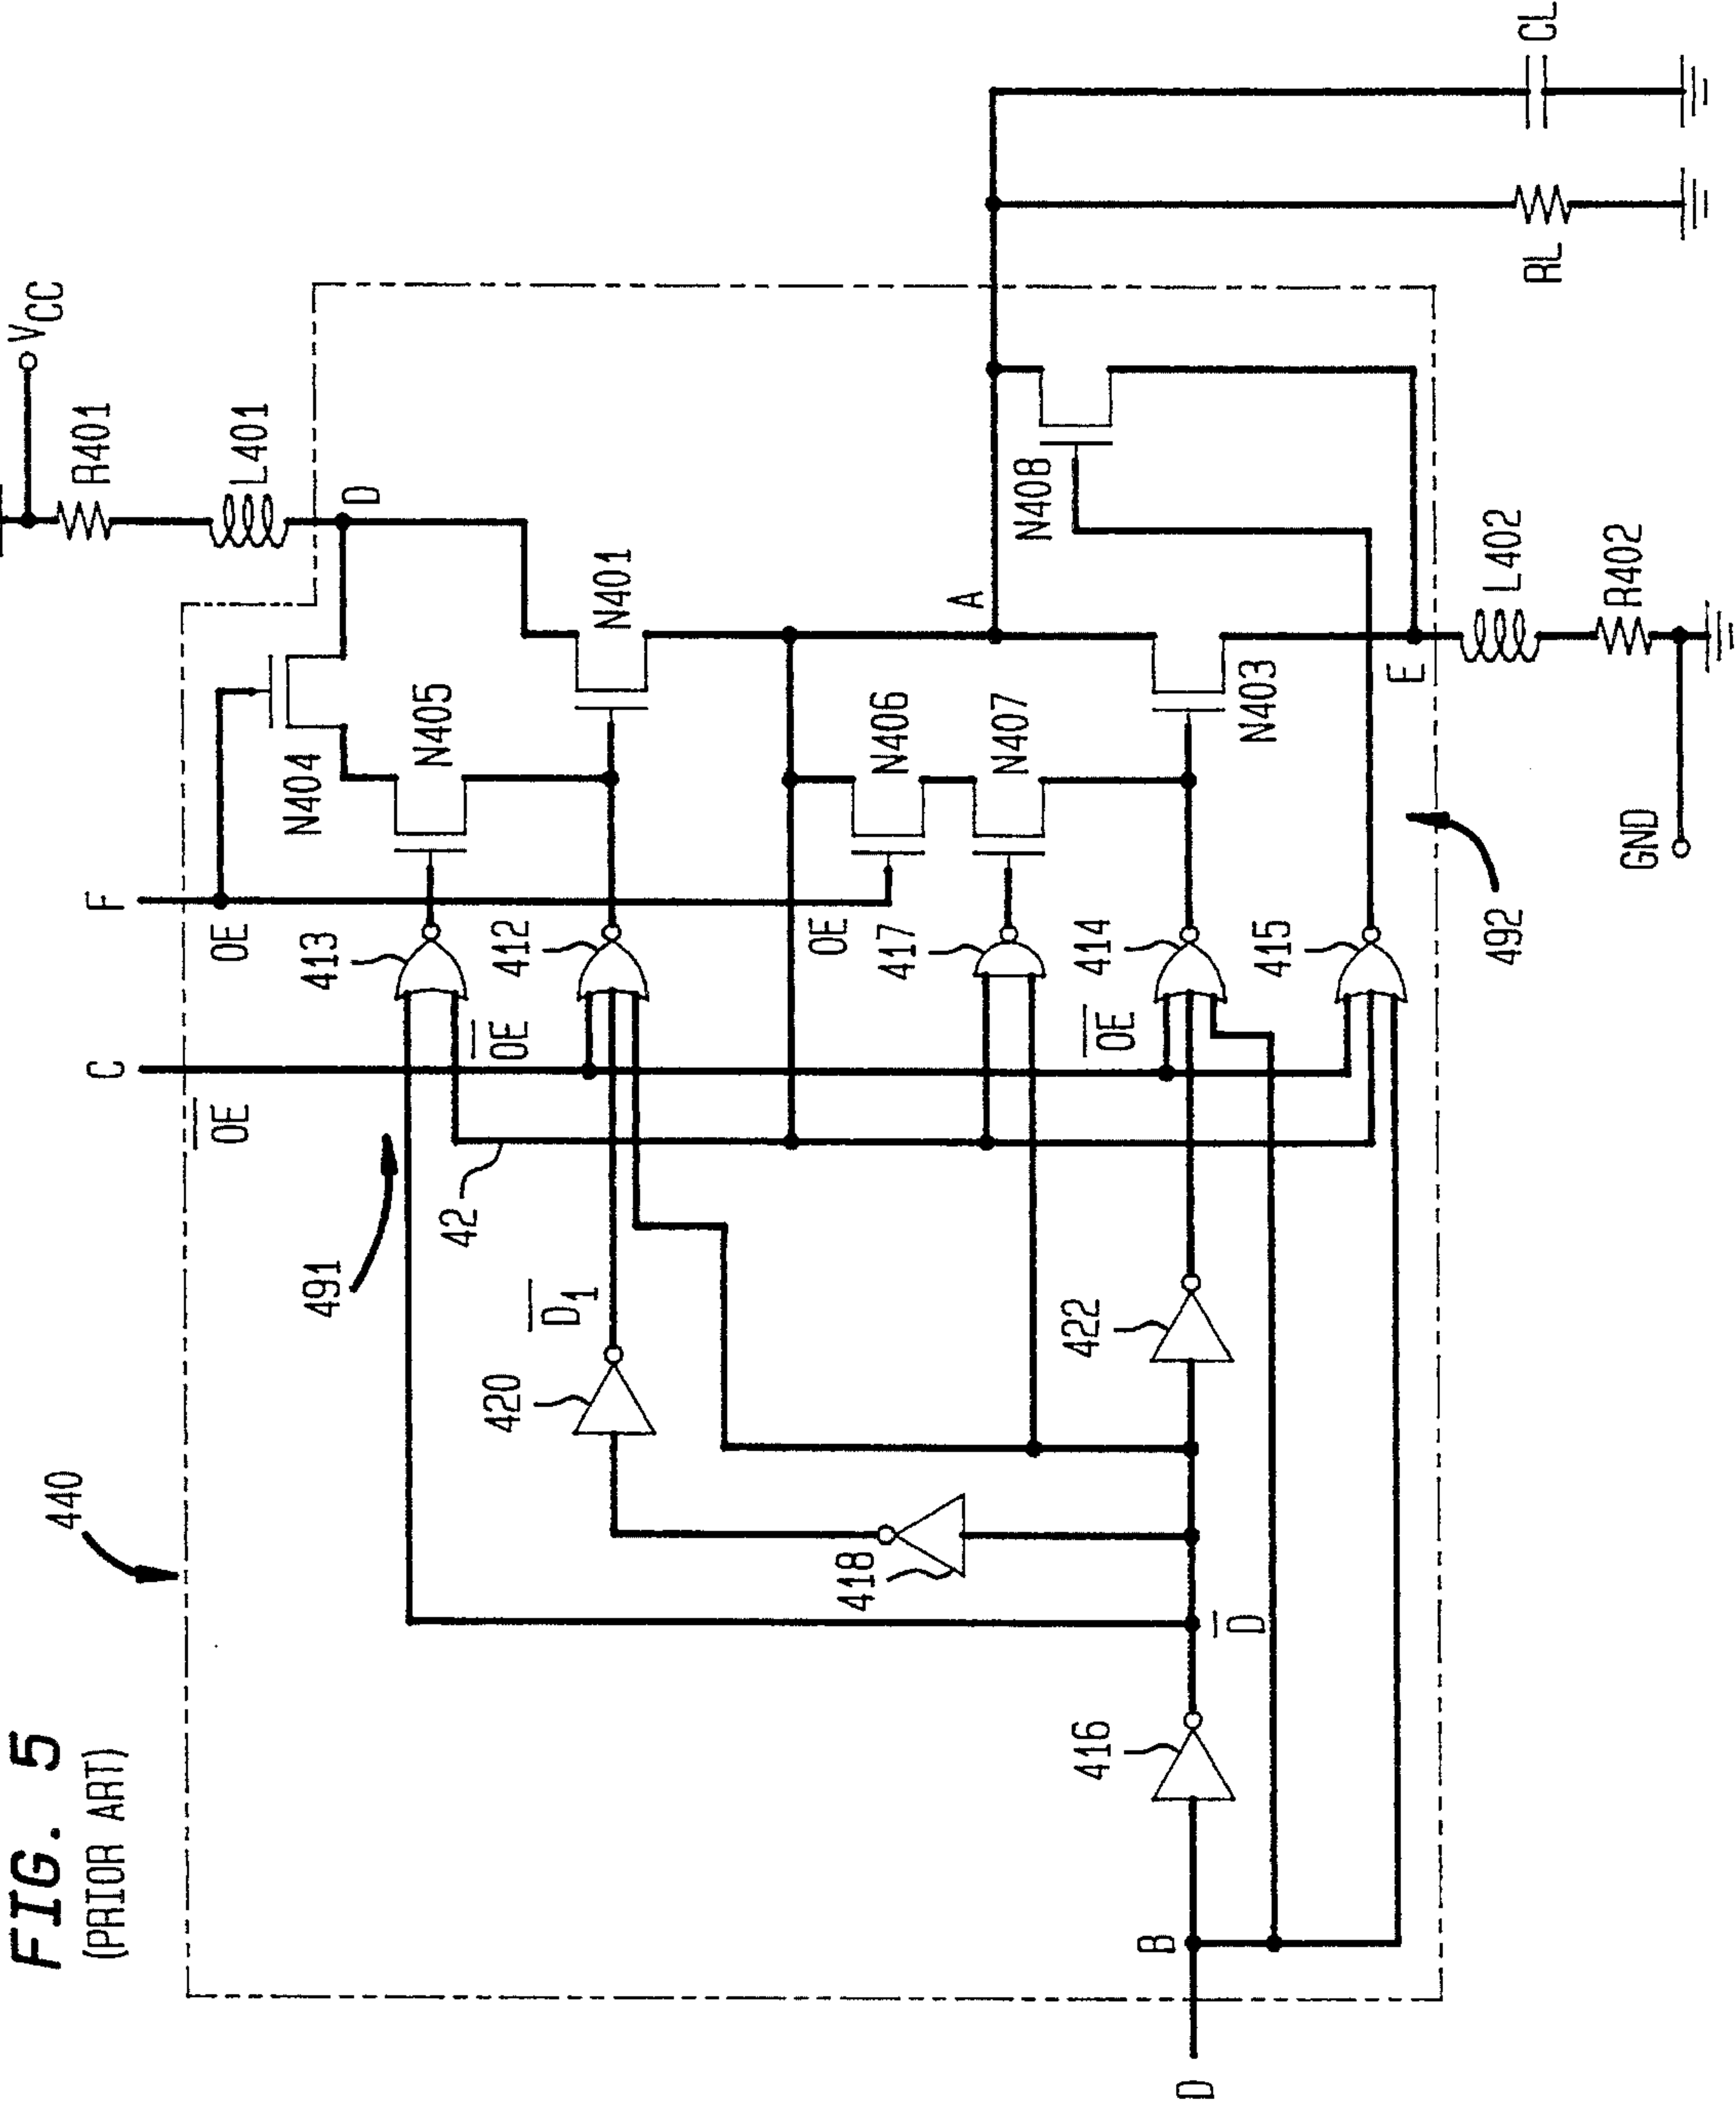 FIG. 5
(PRIOR ART)
440
491
42
492
D
B
416
D
418
420
D1
422
C
OE
OE
OE
F
OE
OE
413
412
417
414
415
N404
N405
N401
N406
N407
N403
N408
D
A
E
VCC
R401
L401
L402
R402
GND
RL
CL